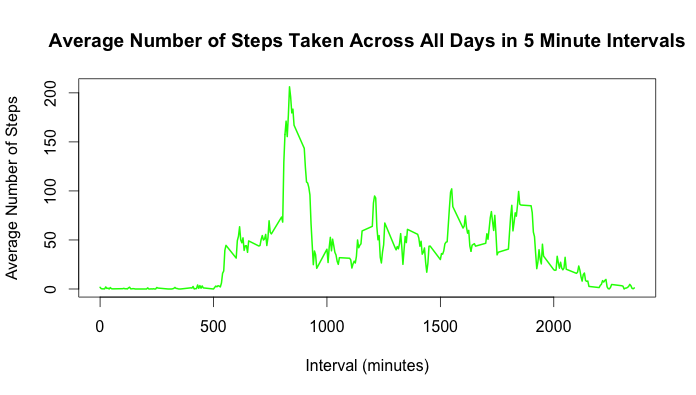 Average Number of Steps Taken Across All Days in 5 Minute Intervals
Average Number of Steps
200
150
100
50
0
0 500 1000 1500 2000
Interval (minutes)